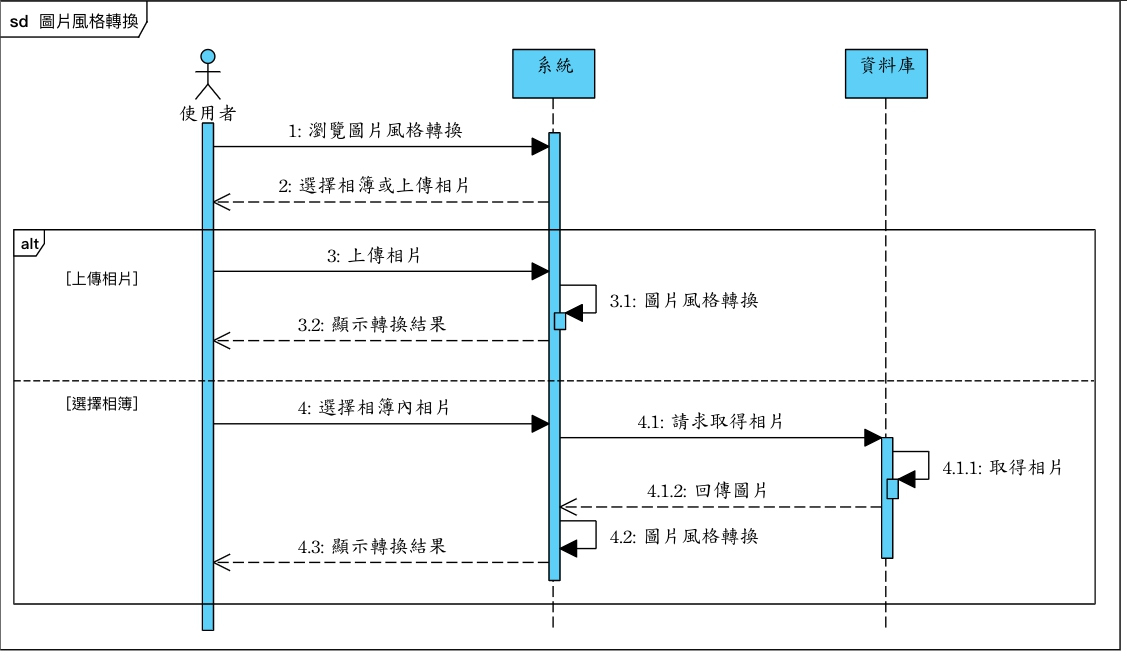 sd 圖片風格轉換
使用者
系統
資料庫
1: 瀏覽圖片風格轉換
2: 選擇相簿或上傳相片
alt
[上傳相片]
3: 上傳相片
3.1: 圖片風格轉換
3.2: 顯示轉換結果
[選擇相簿]
4: 選擇相簿內相片
4.1: 請求取得相片
4.1.1: 取得相片
4.1.2: 回傳圖片
4.2: 圖片風格轉換
4.3: 顯示轉換結果